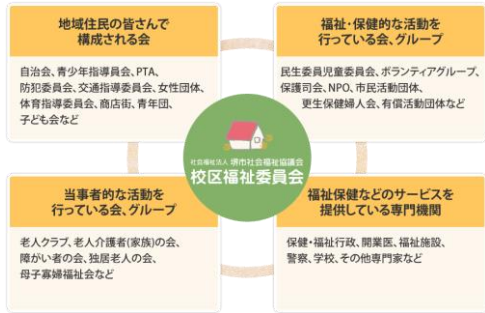 地域住民の皆さんで
構成される会
自治会、青少年指導員会、PTA、
防犯委員会、交通指導委員会、女性団体、
体育指導委員会、商店街、青年団、
子ども会など
福祉・保健的な活動を
行っている会、グループ
民生委員児童委員会、ボランティアグループ、
保護司会、NPO、市民活動団体、
更生保健婦人会、有償活動団体など
社会福祉法人 堺市社会福祉協議会
校区福祉委員会
当事者的な活動を
行っている会、グループ
老人クラブ、老人介護者(家族)の会、
障がい者の会、独居老人の会、
母子寡婦福祉会など
福祉保健などのサービスを
提供している専門機関
保健・福祉行政、開業医、福祉施設、
警察、学校、その他専門家など